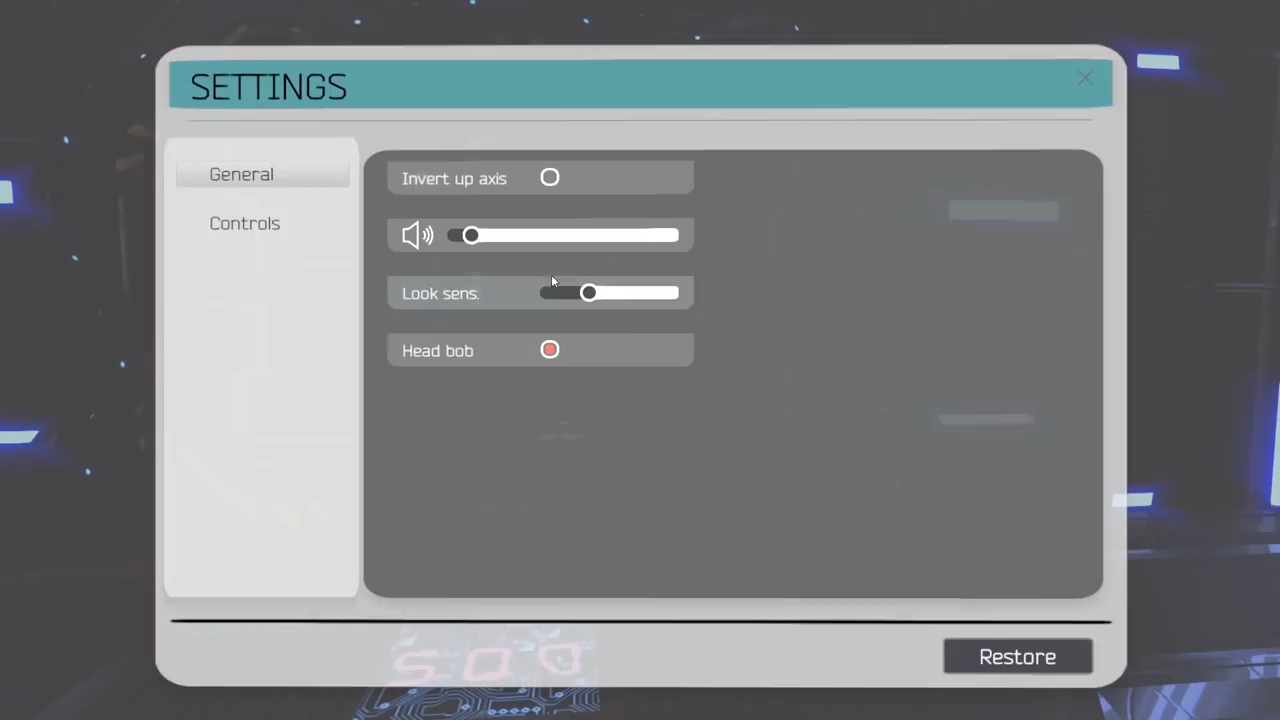 SETTINGS
General
Controls
Invert up axis
Look sens.
Head bob
Restore